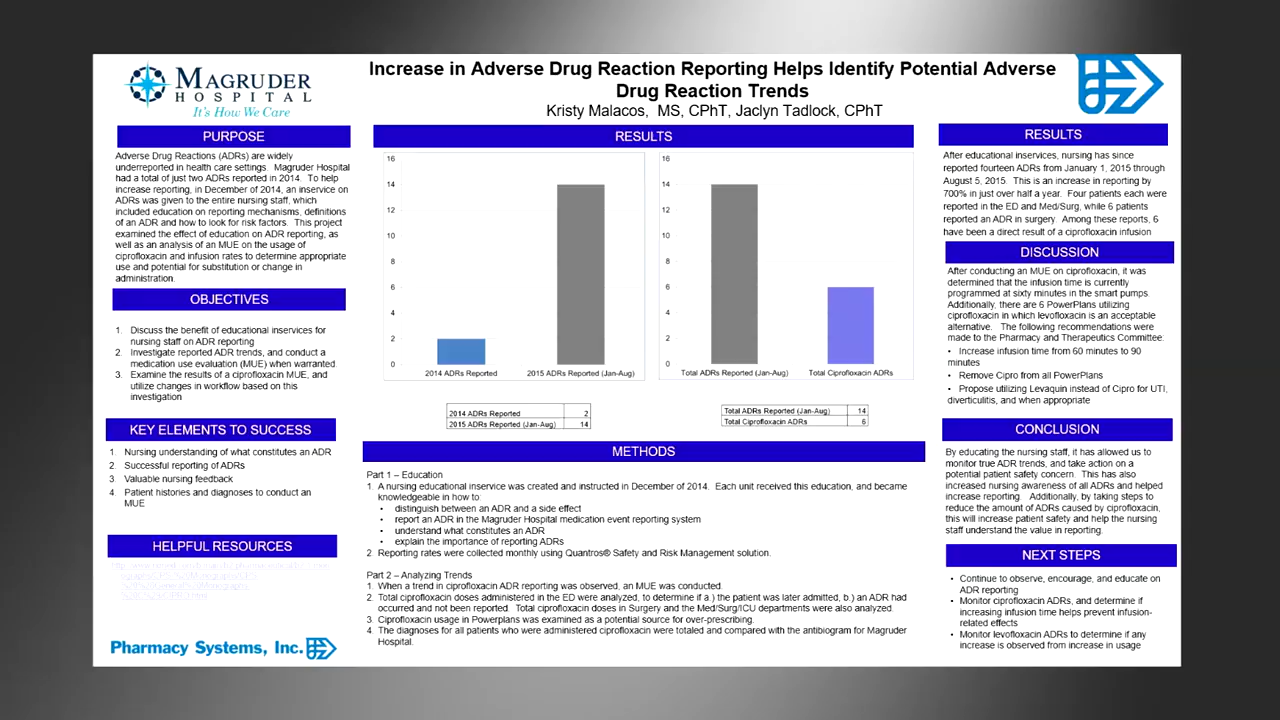 MAGRUDER
HOSPITAL
It's How We Care
Increase in Adverse Drug Reaction Reporting Helps Identify Potential Adverse
Drug Reaction Trends
Kristy Malacos, MS, CPhT, Jaclyn Tadlock, CPhT
PURPOSE
Adverse Drug Reactions (ADRs) are widely
underreported in health care settings. Magruder Hospital
had a total of just two ADRs reported in 2014. To help
increase reporting, in December of 2014, an inservice on
ADRs was given to the entire nursing staff, which
included education on reporting mechanisms, definitions
of an ADR and how to look for risk factors. This project
examined the effect of education on ADR reporting, as
well as an analysis of an MUE on the usage of
ciprofloxacin and infusion rates to determine appropriate
use and potential for substitution or change in
administration.
OBJECTIVES
1. Discuss the benefit of educational inservices for
nursing staff on ADR reporting
2. Investigate reported ADR trends, and conduct a
medication use evaluation (MUE) when warranted.
3. Examine the results of a ciprofloxacin MUE, and
utilize changes in workflow based on this
investigation
KEY ELEMENTS TO SUCCESS
1. Nursing understanding of what constitutes an ADR
2. Successful reporting of ADRs
3 Valuable nursing feedback
4. Patient histories and diagnoses to conduct an
MUE
HELPFUL RESOURCES
Pharmacy Systems, Inc.
RESULTS
16
14
12
10
8
6
4
2
0
2014 ADRs Reported
2015 ADRs Reported (Jan-Aug)
16
14
12
10
8
6
4
2
0
Total ADRs Reported (Jan-Aug)
Total Ciprofloxacin ADRs
2014 ADRs Reported 2
2015 ADRs Reported (Jan-Aug) 14
Total ADRs Reported (Jan-Aug) 14
Total Ciprofloxacin ADRs 6
METHODS
Part 1 – Education
1 A nursing educational inservice was created and instructed in December of 2014. Each unit received this education, and became
knowledgeable in how to:
• distinguish between an ADR and a side effect
• report an ADR in the Magruder Hospital medication event reporting system
• understand what constitutes an ADR
• explain the importance of reporting ADRs
2 Reporting rates were collected monthly using Quantros® Safety and Risk Management solution.
Part 2 – Analyzing Trends
1. When a trend in ciprofloxacin ADR reporting was observed, an MUE was conducted.
2. Total ciprofloxacin doses administered in the ED were analyzed, to determine if a.) the patient was later admitted, b.) an ADR had
occurred and not been reported. Total ciprofloxacin doses in Surgery and the Med/Surg/ICU departments were also analyzed.
3. Ciprofloxacin usage in Powerplans was examined as a potential source for over-prescribing.
4. The diagnoses for all patients who were administered ciprofloxacin were totaled and compared with the antibiogram for Magruder
Hospital.
RESULTS
After educational inservices, nursing has since
reported fourteen ADRs from January 1, 2015 through
August 5, 2015. This is an increase in reporting by
700% in just over half a year. Four patients each were
reported in the ED and Med/Surg, while 6 patients
reported an ADR in surgery. Among these reports, 6
have been a direct result of a ciprofloxacin infusion
DISCUSSION
After conducting an MUE on ciprofloxacin, it was
determined that the infusion time is currently
programmed at sixty minutes in the smart pumps.
Additionally, there are 6 PowerPlans utilizing
ciprofloxacin in which levofloxacin is an acceptable
alternative. The following recommendations were
made to the Pharmacy and Therapeutics Committee:
• Increase infusion time from 60 minutes to 90
minutes
• Remove Cipro from all PowerPlans
• Propose utilizing Levaquin instead of Cipro for UTI,
diverticulitis, and when appropriate
CONCLUSION
By educating the nursing staff, it has allowed us to
monitor true ADR trends, and take action on a
potential patient safety concern. This has also
increased nursing awareness of all ADRs and helped
increase reporting. Additionally, by taking steps to
reduce the amount of ADRs caused by ciprofloxacin,
this will increase patient safety and help the nursing
staff understand the value in reporting.
NEXT STEPS
• Continue to observe, encourage, and educate on
ADR reporting
• Monitor ciprofloxacin ADRs, and determine if
increasing infusion time helps prevent infusion-
related effects
• Monitor levofloxacin ADRs to determine if any
increase is observed from increase in usage